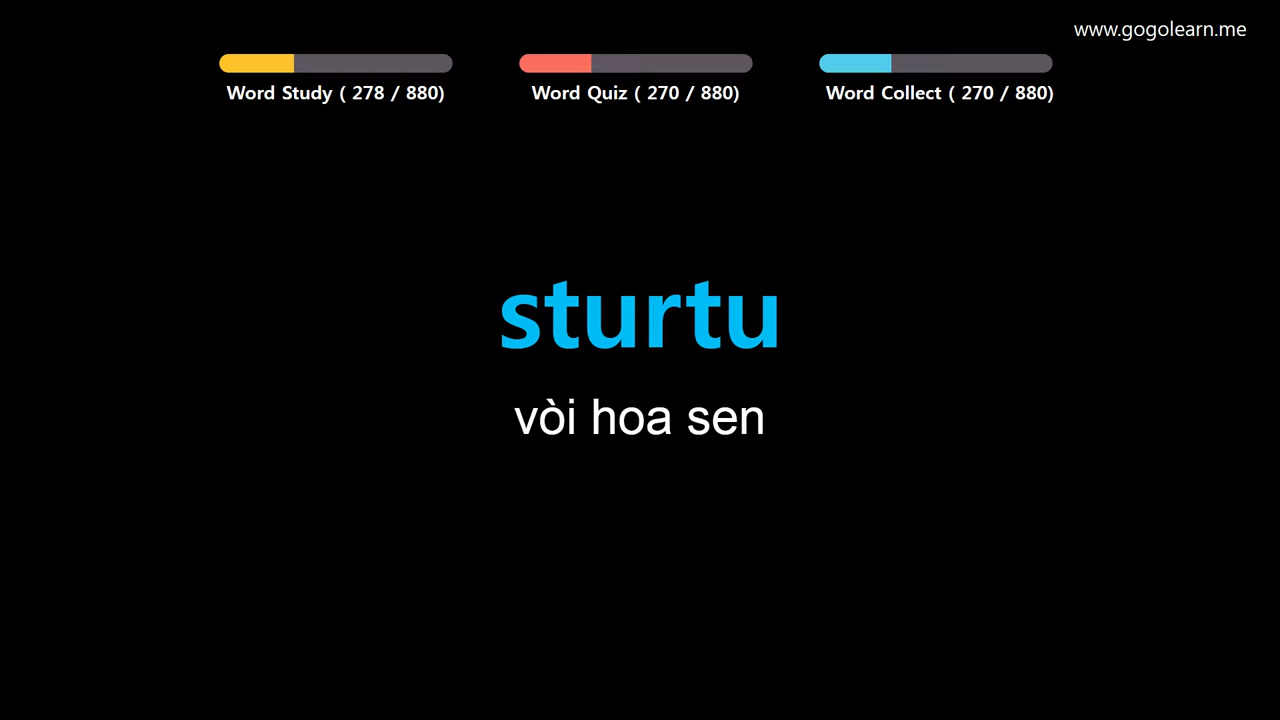 www.gogolearn.me
Word Study ( 278 / 880)
Word Quiz ( 270 / 880)
Word Collect ( 270 / 880)
sturtu
vòi hoa sen